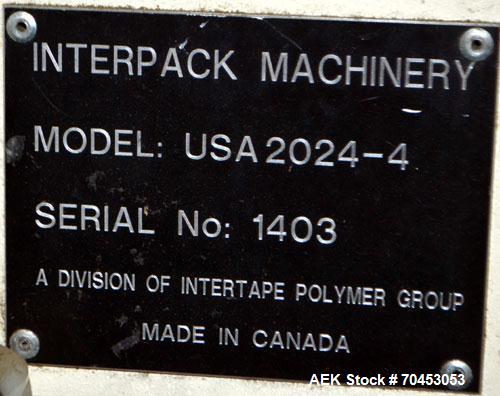 INTERPACK MACHINERY
MODEL: USA2024-4
SERIAL No: 1403
A DIVISION OF INTERTAPE POLYMER GROUP
MADE IN CANADA
AEK Stock # 70453053